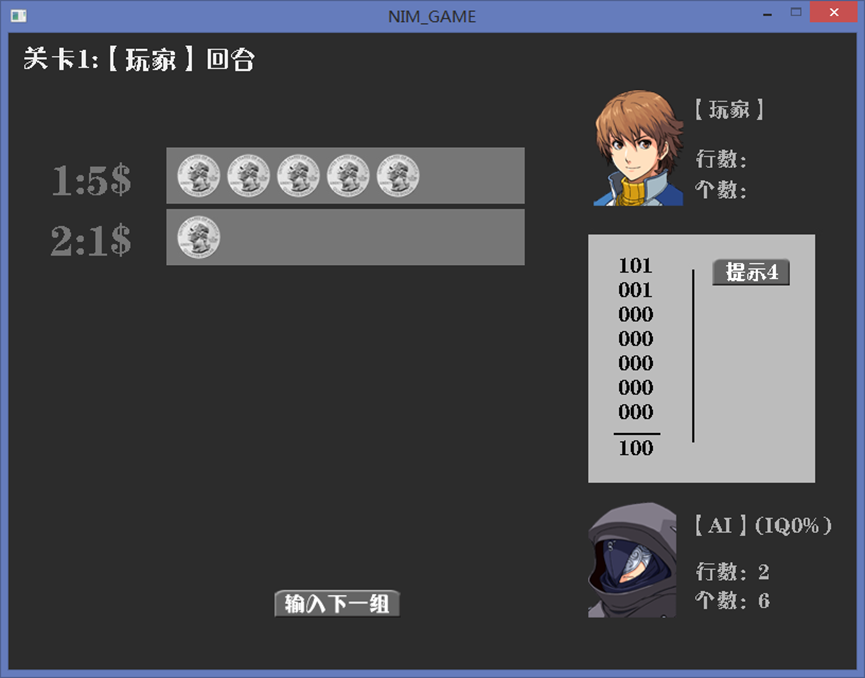 NIM_GAME
关卡1:【玩家】回合
1:5$
2:1$
【玩家】
行数:
个数:
101
001
000
000
000
000
000
100
提示4
【AI】(IQ0%)
行数: 2
个数: 6
输入下一组